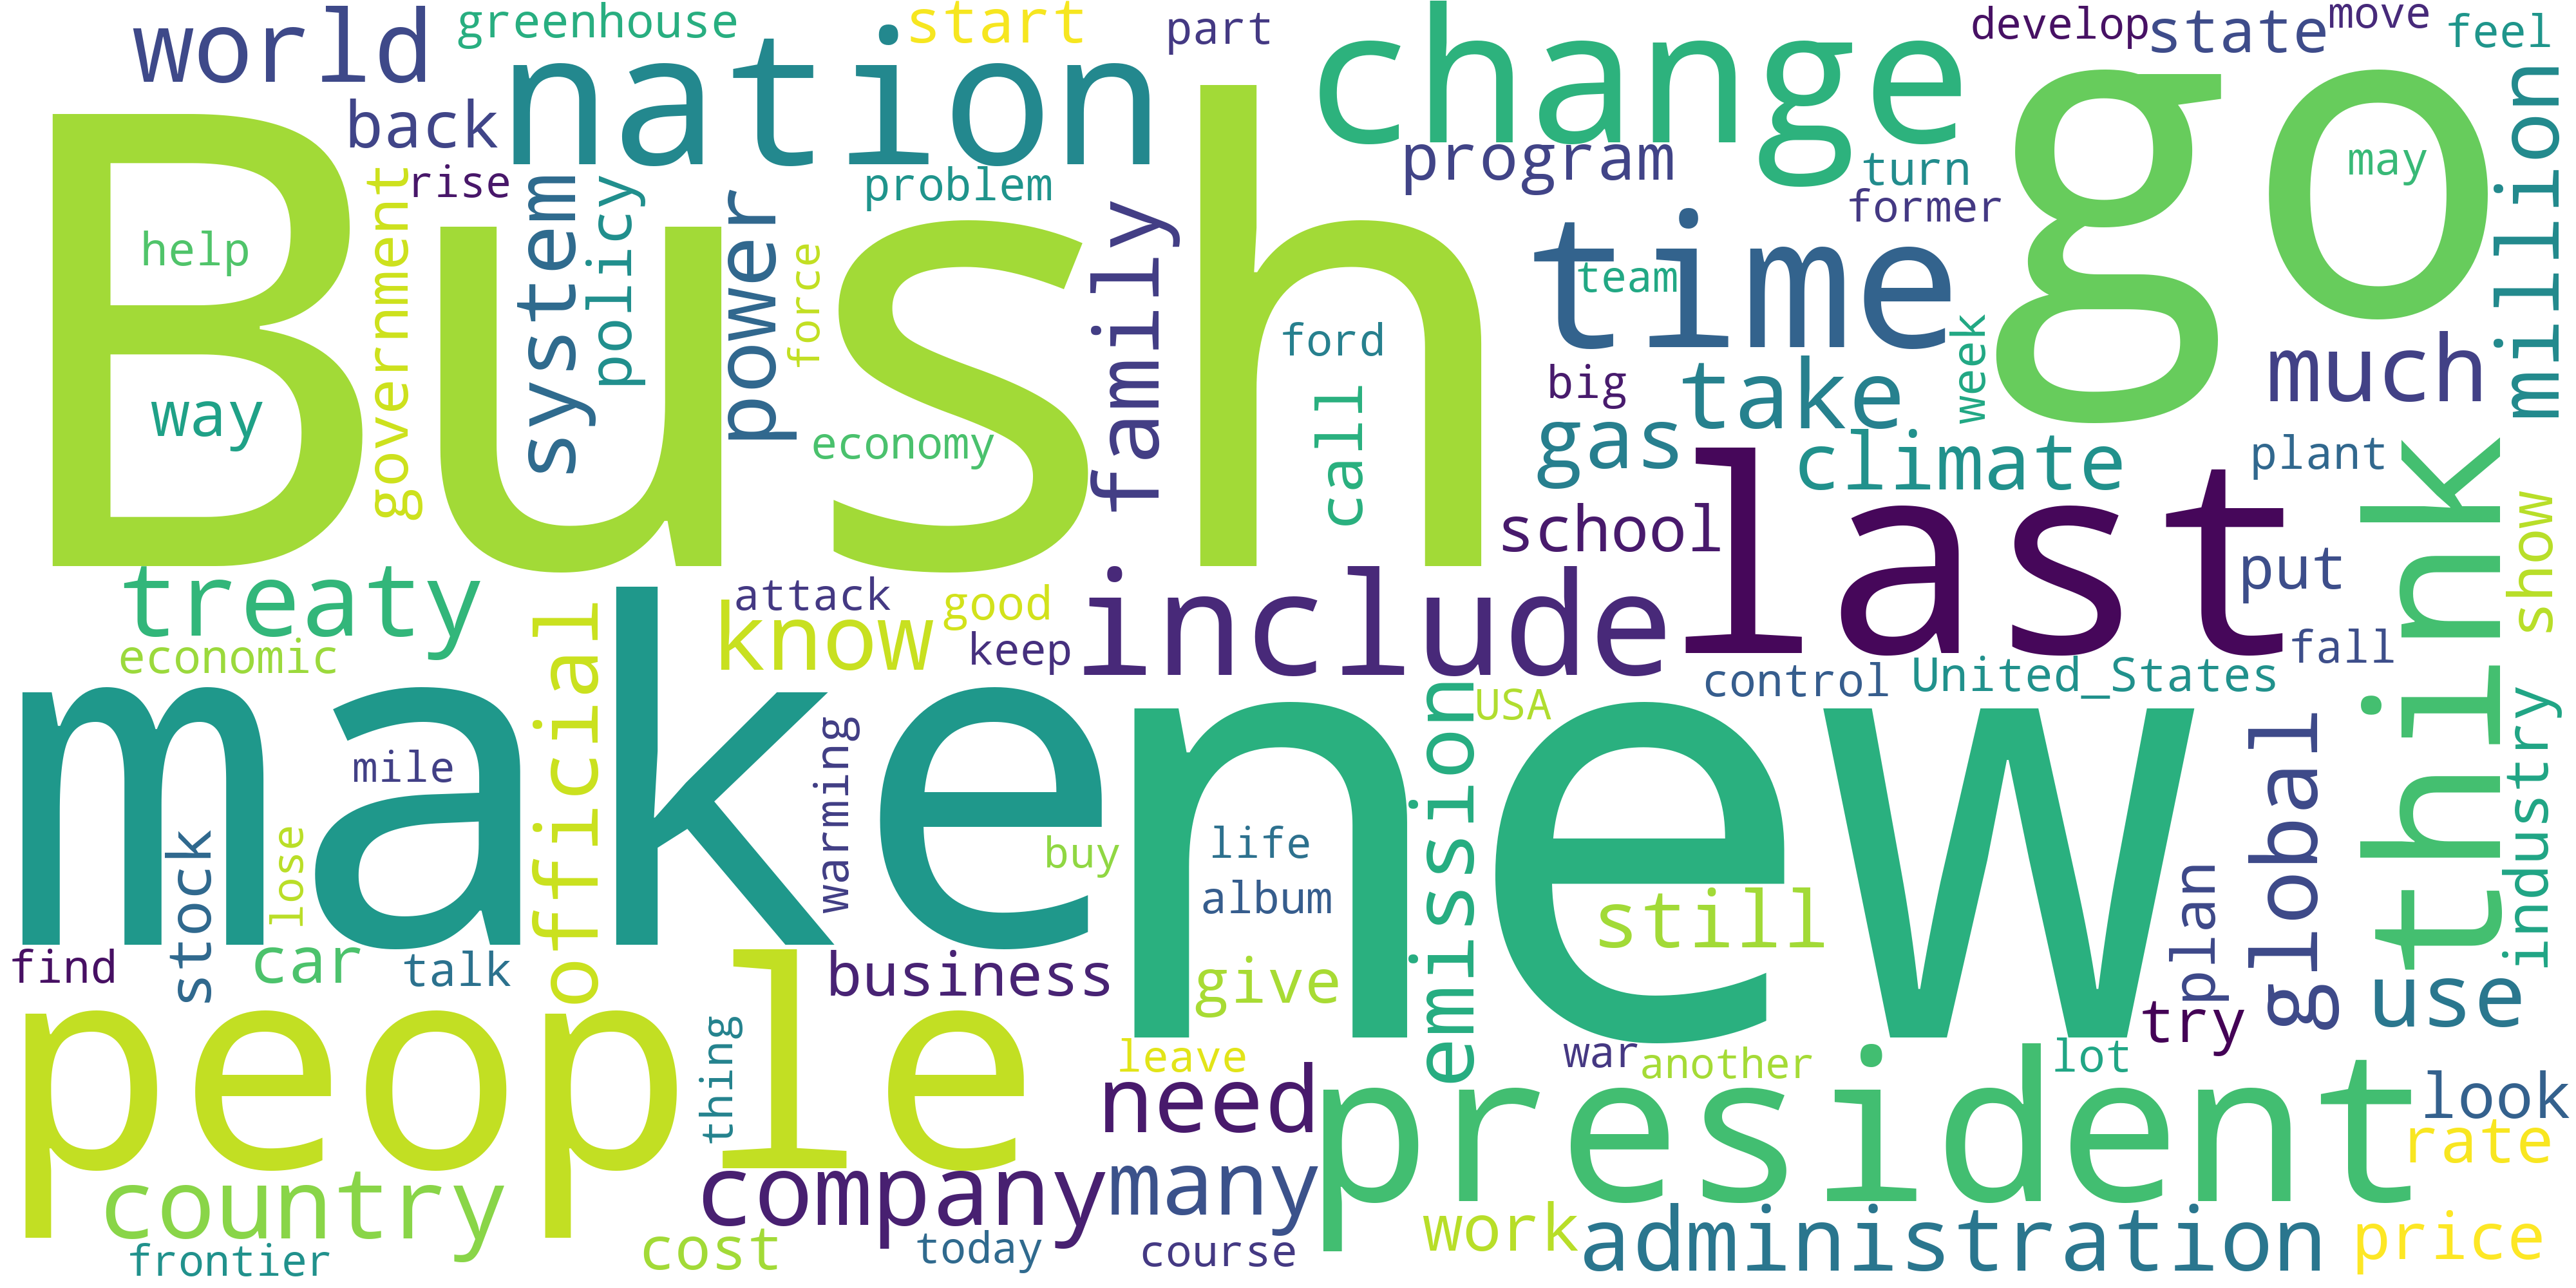 world
greenhouse
start
part
change
develop
state
move
feel
nation
back
go
million
program
turn
may
former
Bush
rise
problem
help
government
system
policy
power
force
family
time
team
way
economy
ford
call
big
take
week
much
gas
climate
plant
school
last
think
show
put
fall
treaty
economic
official
attack
know
good
keep
include
control
United_States
USA
make
new
emission
global
industry
mile
warming
stock
lose
buy
life
album
still
plan
find
car
talk
business
give
use
try
people
thing
leave
need
war
another
lot
president
look
rate
country
company
many
work
administration
price
frontier
cost
today
course